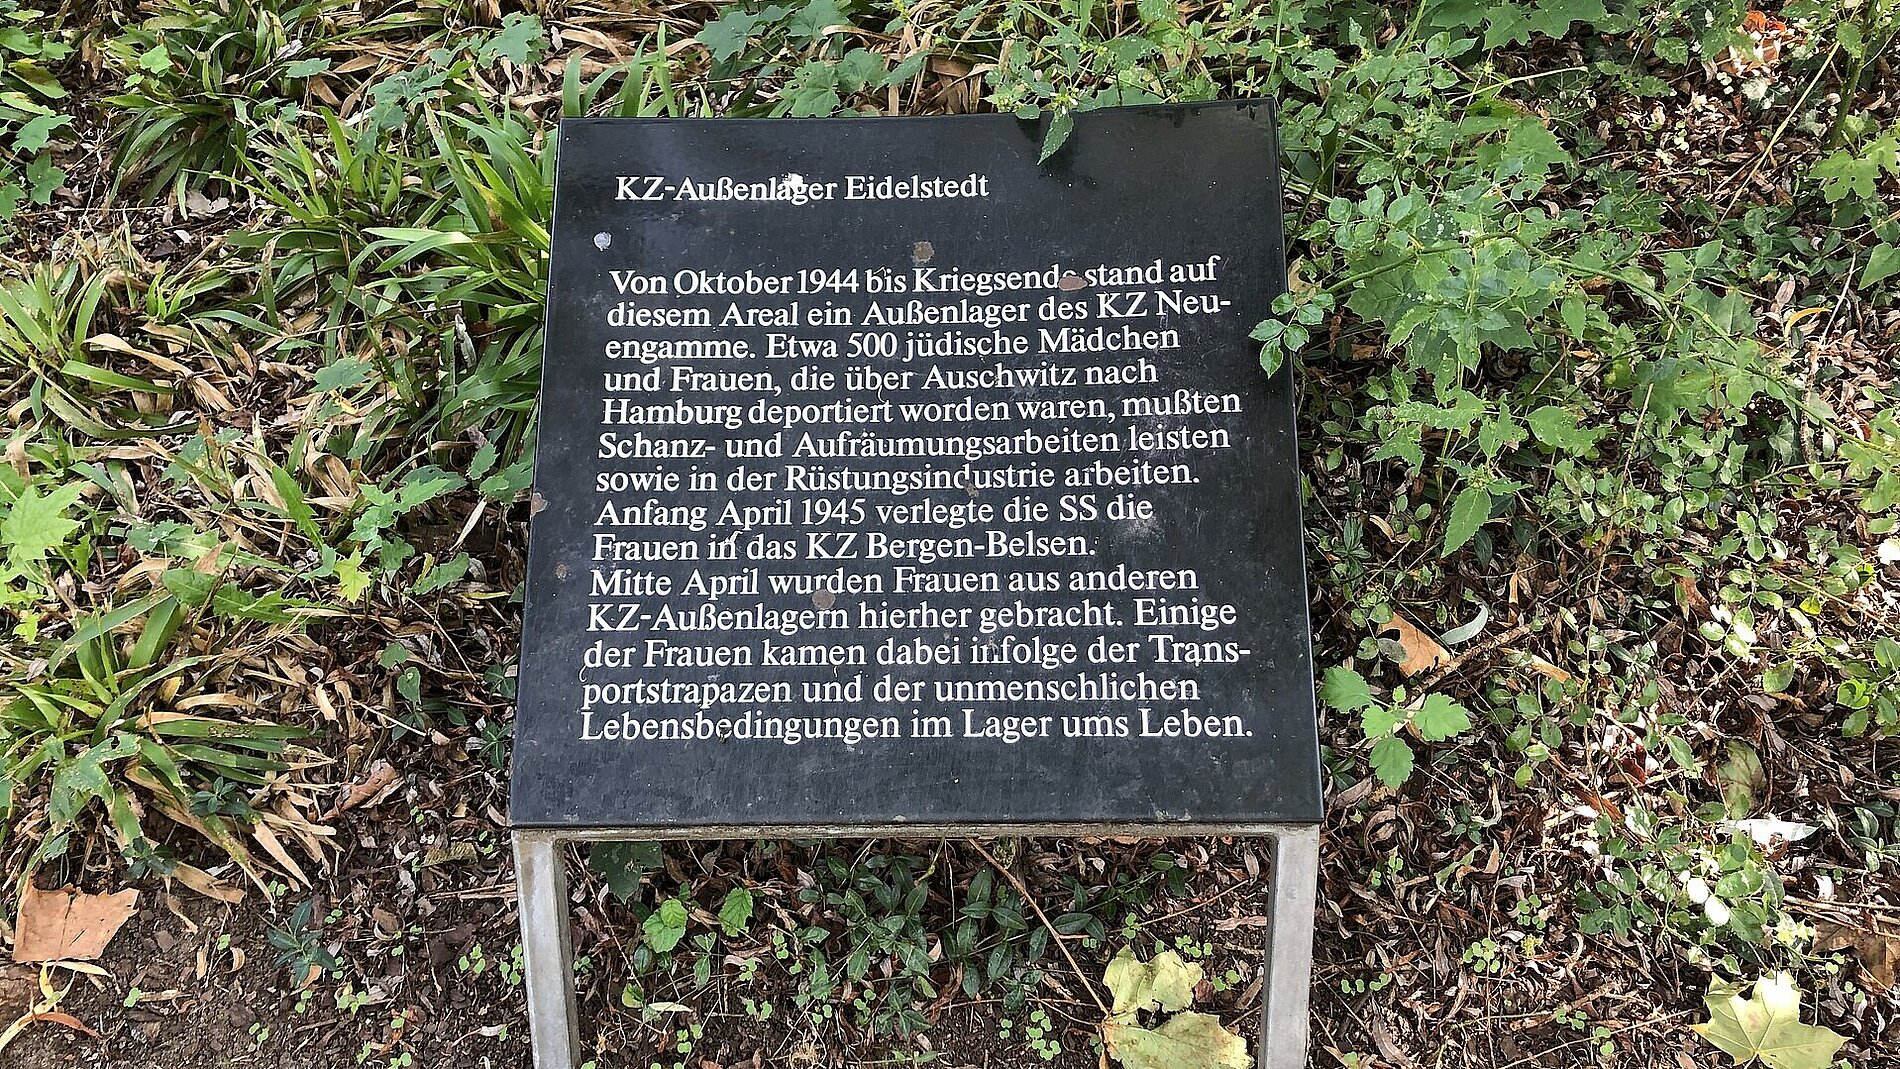 KZ-Außenlager Eidelstedt
Von Oktober 1944 bis Kriegsende stand auf
diesem Areal ein Außenlager des KZ Neu-
engamme. Etwa 500 jüdische Mädchen
und Frauen, die über Auschwitz nach
Hamburg deportiert worden waren, mußten
Schanz- und Aufräumungsarbeiten leisten
sowie in der Rüstungsindustrie arbeiten.
Anfang April 1945 verlegte die SS die
Frauen in das KZ Bergen-Belsen.
Mitte April wurden Frauen aus anderen
KZ-Außenlagern hierher gebracht. Einige
der Frauen kamen dabei infolge der Trans-
portstrapazen und der unmenschlichen
Lebensbedingungen im Lager ums Leben.